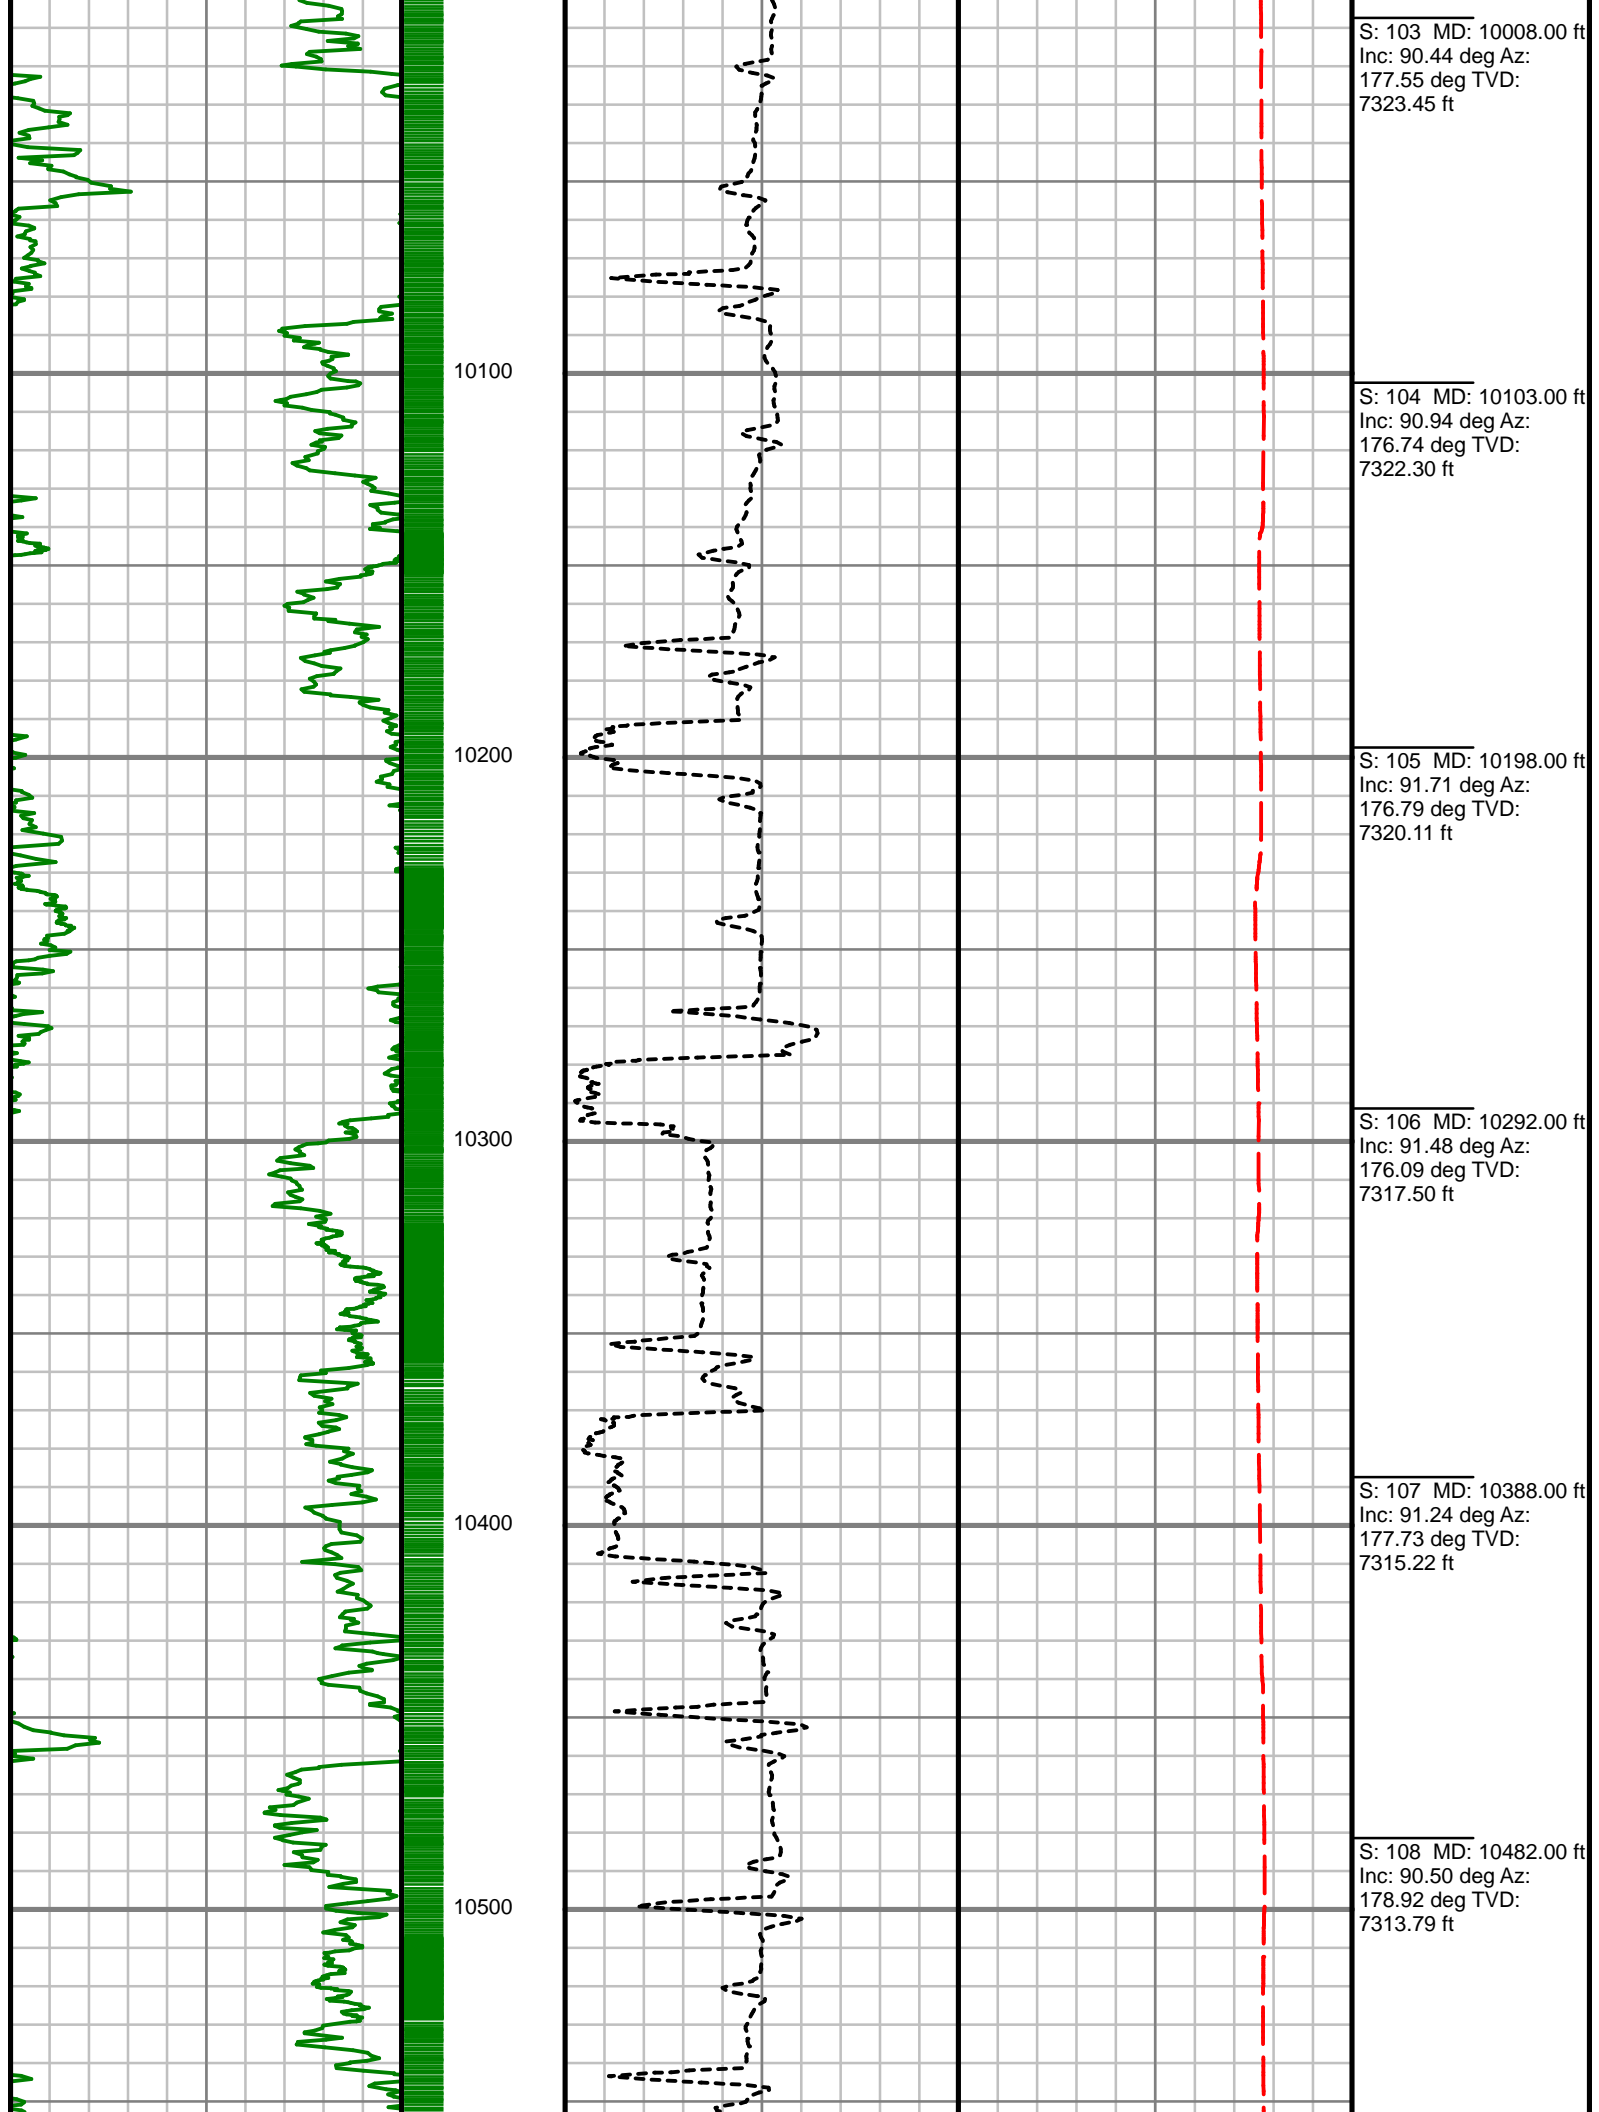 S: 103 MD: 10008.00 ft
Inc: 90.44 deg Az:
177.55 deg TVD:
7323.45 ft
10100
S: 104 MD: 10103.00 ft
Inc: 90.94 deg Az:
176.74 deg TVD:
7322.30 ft
10200
S: 105 MD: 10198.00 ft
Inc: 91.71 deg Az:
176.79 deg TVD:
7320.11 ft
10300
S: 106 MD: 10292.00 ft
Inc: 91.48 deg Az:
176.09 deg TVD:
7317.50 ft
10400
S: 107 MD: 10388.00 ft
Inc: 91.24 deg Az:
177.73 deg TVD:
7315.22 ft
10500
S: 108 MD: 10482.00 ft
Inc: 90.50 deg Az:
178.92 deg TVD:
7313.79 ft